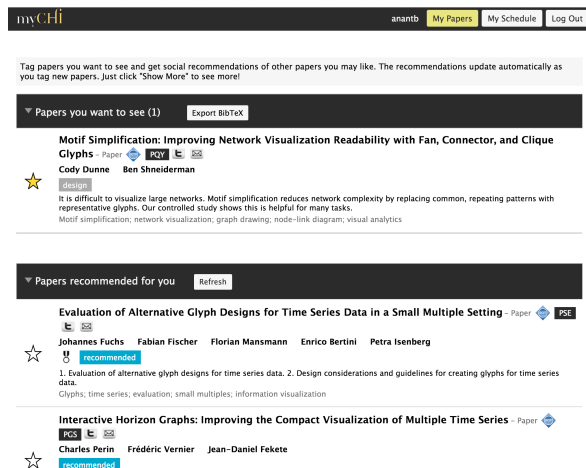 myCHI
anantb My Papers My Schedule Log Out
Tag papers you want to see and get social recommendations of other papers you may like. The recommendations update automatically as
you tag new papers. Just click "Show More" to see more!
Papers you want to see (1) Export BibTeX
Motif Simplification: Improving Network Visualization Readability with Fan, Connector, and Clique
Glyphs - Paper PQY
Cody Dunne Ben Shneiderman
design
It is difficult to visualize large networks. Motif simplification reduces network complexity by replacing common, repeating patterns with
representative glyphs. Our controlled study shows this is helpful for many tasks.
Motif simplification; network visualization; graph drawing; node-link diagram; visual analytics
Papers recommended for you Refresh
Evaluation of Alternative Glyph Designs for Time Series Data in a Small Multiple Setting - Paper PSE
Johannes Fuchs Fabian Fischer Florian Mansmann Enrico Bertini Petra Isenberg
recommended
1. Evaluation of alternative glyph designs for time series data. 2. Design considerations and guidelines for creating glyphs for time series
data.
Glyphs; time series; evaluation; small multiples; information visualization
Interactive Horizon Graphs: Improving the Compact Visualization of Multiple Time Series - Paper
PGS
Charles Perin Frédéric Vernier Jean-Daniel Fekete
recommended